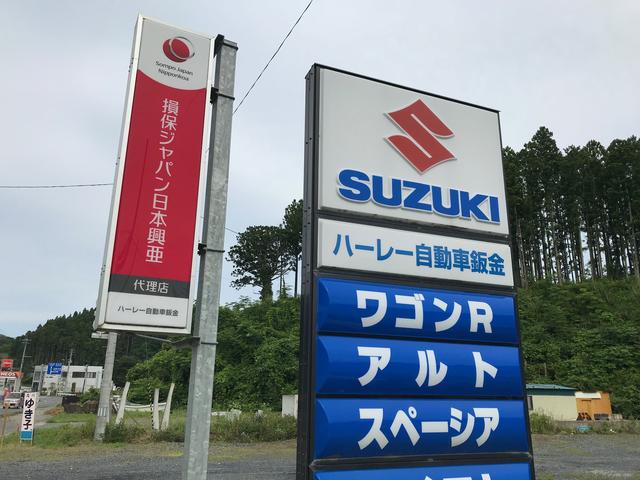 Sompo Japan
Nipponkoa
損保ジャパン日本興亜
代理店
ハーレー自動車鈑金
SUZUKI
ハーレー自動車鈑金
ワゴンR
アルト
スペーシア
ゆき子